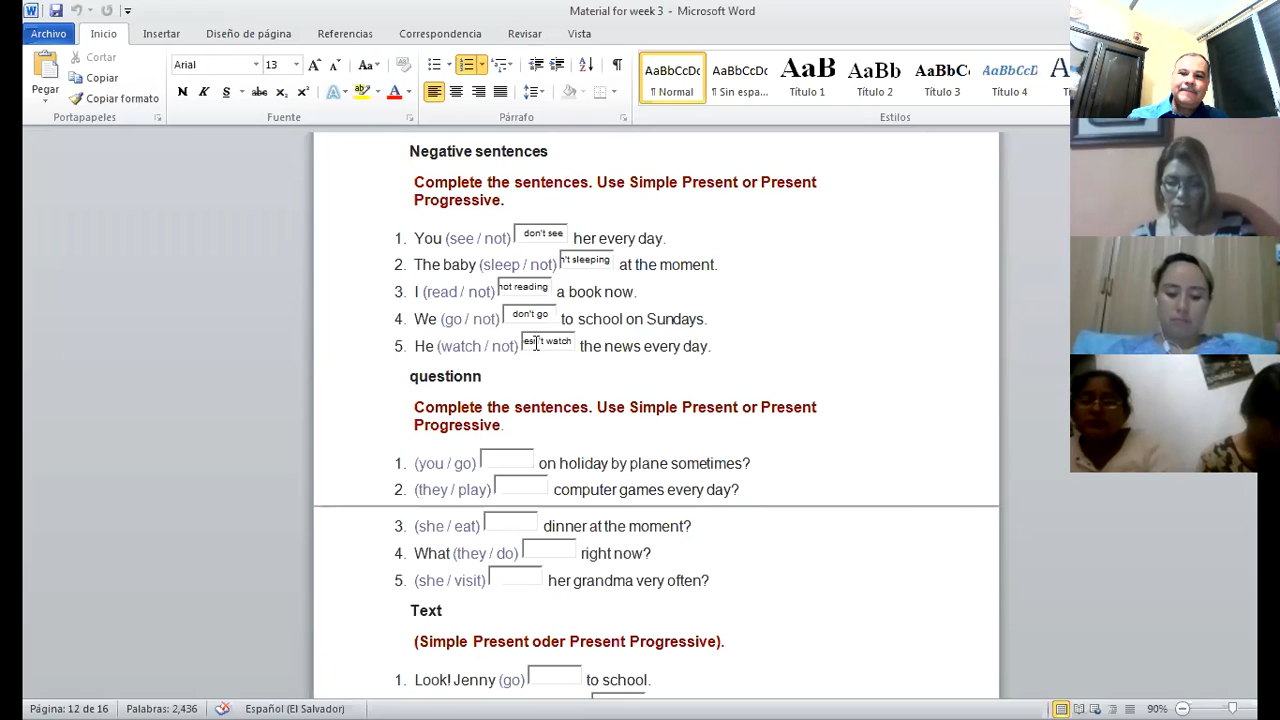 Material for week 3 - Microsoft Word
Archivo Inicio Insertar Diseño de página Referencias Correspondencia Revisar Vista
Pegar
Cortar
Copiar
Copiar formato
Portapapeles
Arial 13
Fuente
Párrafo
AaBbCcDc AaBbCcDc AaB AaBb AaBbC AaBbCcD
¶ Normal ¶ Sin espa... Título 1 Título 2 Título 3 Título 4
Estilos
Negative sentences
Complete the sentences. Use Simple Present or Present
Progressive.
1. You (see / not) don't see her every day.
2. The baby (sleep / not) n't sleeping at the moment.
3. I (read / not) not reading a book now.
4. We (go / not) don't go to school on Sundays.
5. He (watch / not) esn't watch the news every day.
questionn
Complete the sentences. Use Simple Present or Present
Progressive.
1. (you / go) on holiday by plane sometimes?
2. (they / play) computer games every day?
3. (she / eat) dinner at the moment?
4. What (they / do) right now?
5. (she / visit) her grandma very often?
Text
(Simple Present oder Present Progressive).
1. Look! Jenny (go) to school.
Página: 12 de 16 Palabras: 2,436 Español (El Salvador) 90%